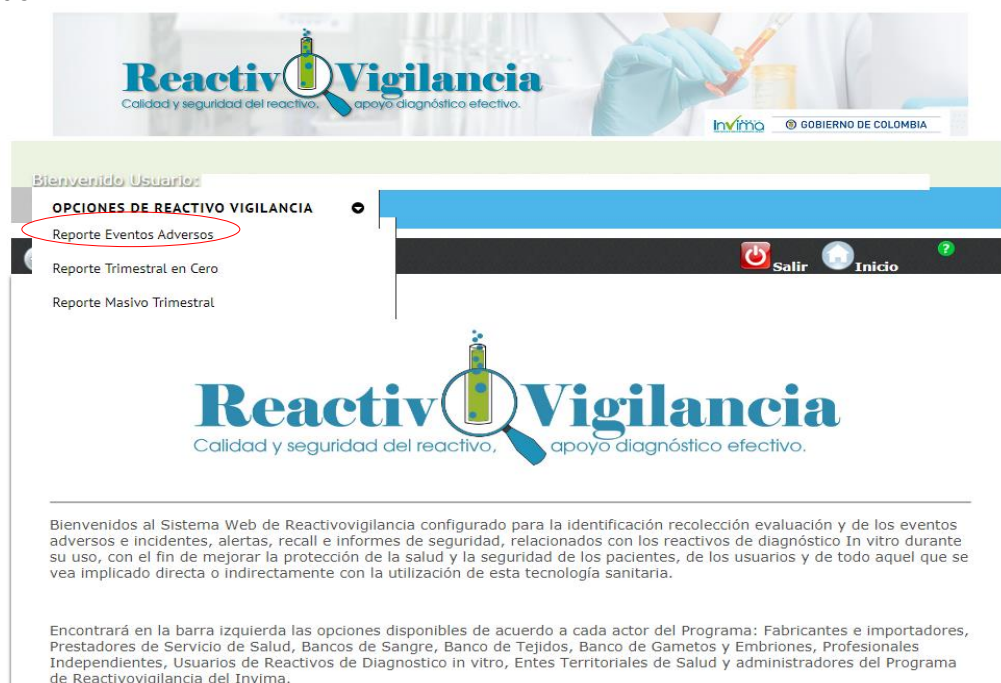 Reactivo Vigilancia
Calidad y seguridad del reactivo, apoyo diagnóstico efectivo.
invima GOBIERNO DE COLOMBIA
Bienvenido Usuario:
OPCIONES DE REACTIVO VIGILANCIA
Reporte Eventos Adversos
Reporte Trimestral en Cero
Reporte Masivo Trimestral
Salir Inicio ?
Reactivo Vigilancia
Calidad y seguridad del reactivo, apoyo diagnóstico efectivo.
Bienvenidos al Sistema Web de Reactivovigilancia configurado para la identificación recolección evaluación y de los eventos
adversos e incidentes, alertas, recall e informes de seguridad, relacionados con los reactivos de diagnóstico In vitro durante
su uso, con el fin de mejorar la protección de la salud y la seguridad de los pacientes, de los usuarios y de todo aquel que se
vea implicado directa o indirectamente con la utilización de esta tecnología sanitaria.
Encontrará en la barra izquierda las opciones disponibles de acuerdo a cada actor del Programa: Fabricantes e importadores,
Prestadores de Servicio de Salud, Bancos de Sangre, Banco de Tejidos, Banco de Gametos y Embriones, Profesionales
Independientes, Usuarios de Reactivos de Diagnostico in vitro, Entes Territoriales de Salud y administradores del Programa
de Reactivovigilancia del Invima.